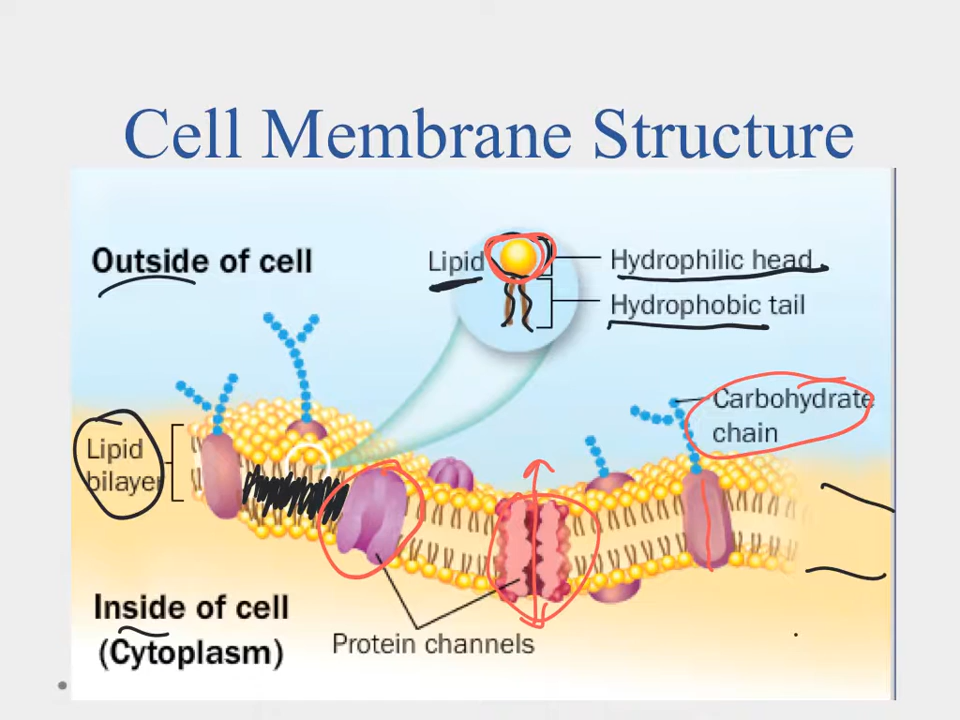 Cell Membrane Structure
Outside of cell
Lipid
Hydrophilic head
Hydrophobic tail
Carbohydrate
chain
Lipid
bilayer
Inside of cell
(Cytoplasm)
Protein channels